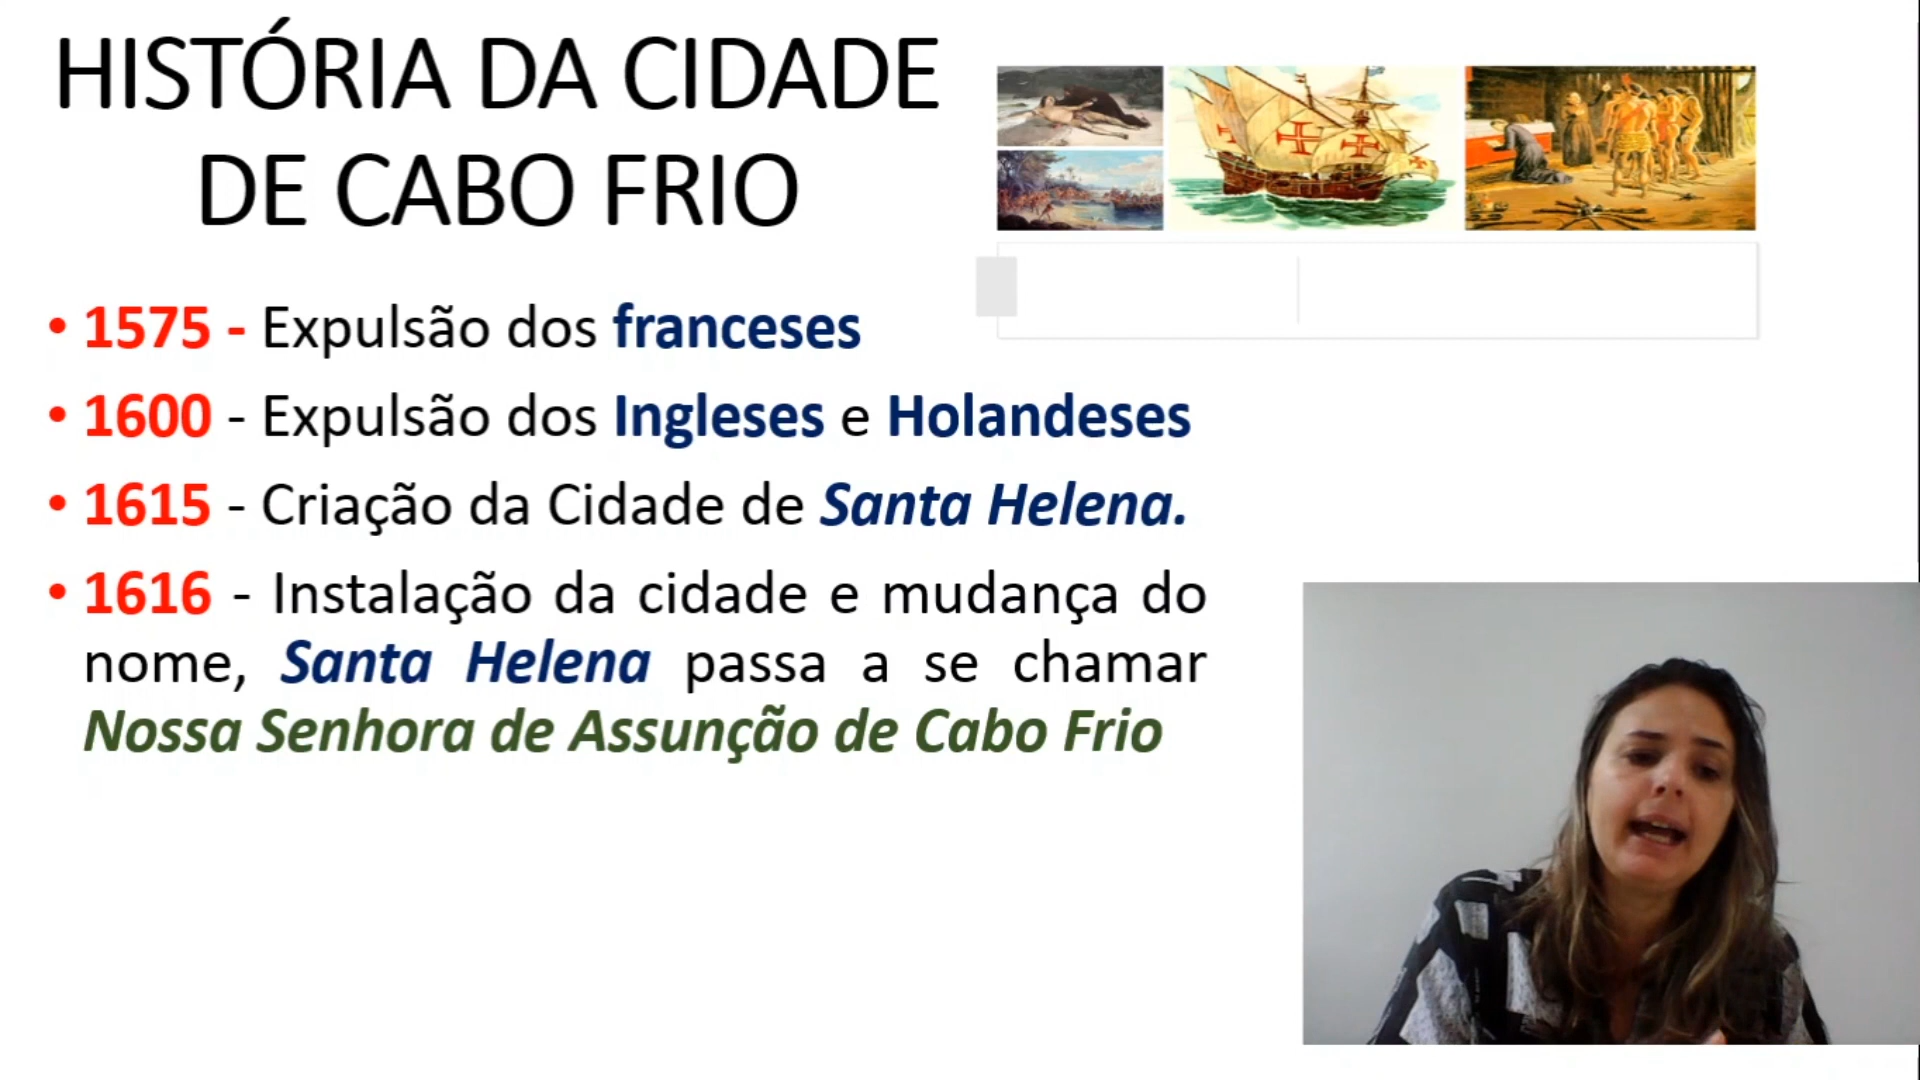 HISTÓRIA DA CIDADE
DE CABO FRIO
• 1575 - Expulsão dos franceses
• 1600 - Expulsão dos Ingleses e Holandeses
• 1615 - Criação da Cidade de Santa Helena.
• 1616 - Instalação da cidade e mudança do
nome, Santa Helena passa a se chamar
Nossa Senhora de Assunção de Cabo Frio